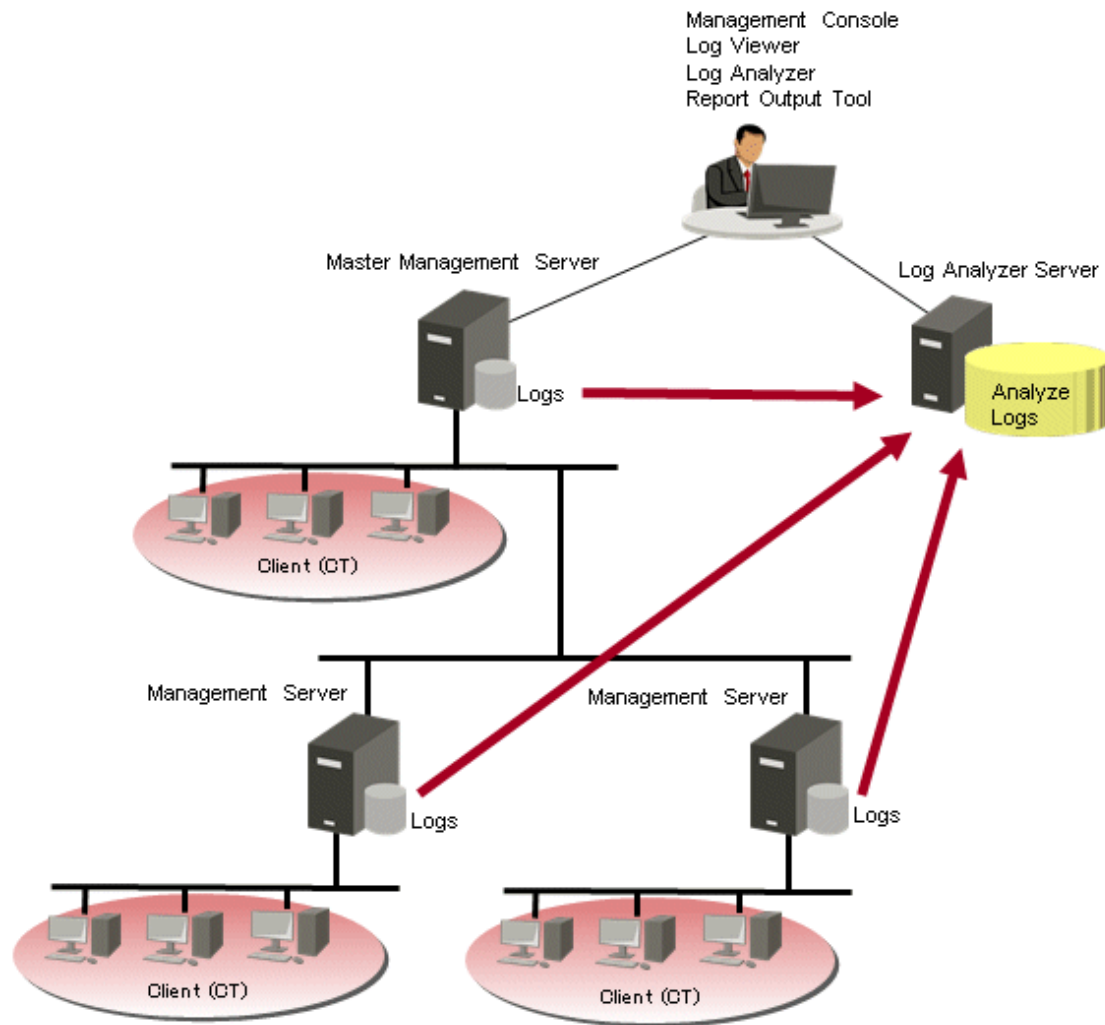 Management Console
Log Viewer
Log Analyzer
Report Output Tool
Master Management Server
Log Analyzer Server
Logs
Analyze
Logs
Client (CT)
Management Server
Management Server
Logs
Logs
Client (CT)
Client (CT)